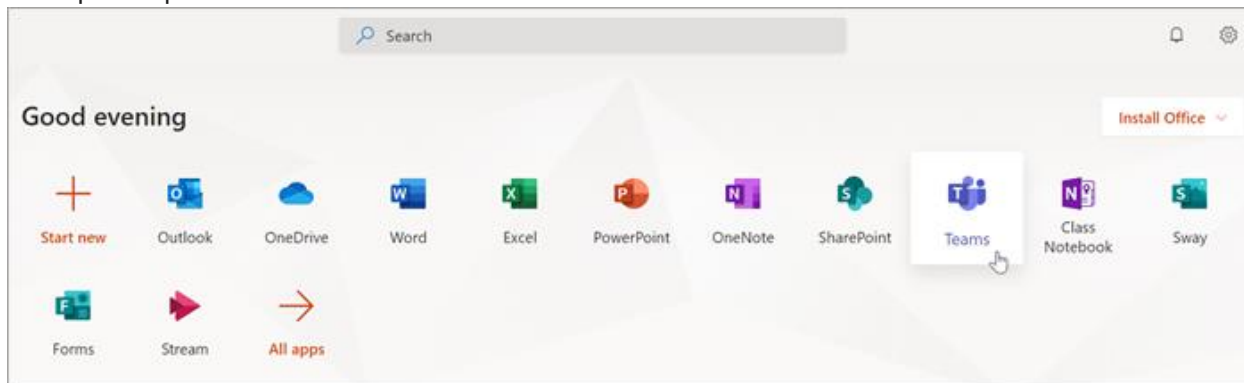 Search
Good evening
Install Office
Start new
Outlook
OneDrive
Word
Excel
PowerPoint
OneNote
SharePoint
Teams
Class
Notebook
Sway
Forms
Stream
All apps